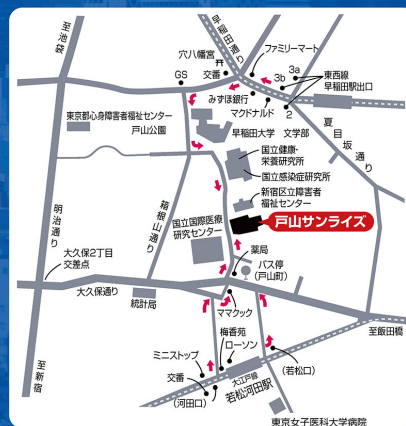 至池袋
早稲田通り
穴八幡宮
ファミリーマート
交番
GS
3a
3b
東西線
早稲田駅出口
みずほ銀行
マクドナルド
2
東京都心身障害者福祉センター
戸山公園
早稲田大学 文学部
夏目坂通り
国立健康・
栄養研究所
国立感染症研究所
新宿区立障害者
福祉センター
明治通り
箱根山通り
国立国際医療
研究センター
戸山サンライズ
大久保2丁目
交差点
薬局
バス停
(戸山町)
大久保通り
統計局
ママクック
至飯田橋
梅香苑
ローソン
ミニストップ
大江戸線
(若松口)
至新宿
交番
(河田口)
若松河田駅
東京女子医科大学病院